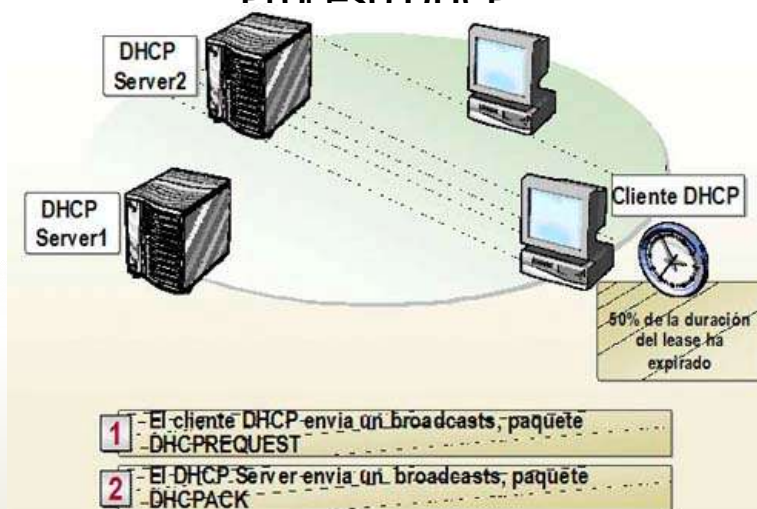 DHCP
Server2
DHCP
Server1
Cliente DHCP
50% de la duración
del lease ha
expirado
1
El cliente DHCP envia un broadcasts, paquete
DHCPREQUEST
2
El DHCP Server envia un broadcasts, paquete
DHCPACK